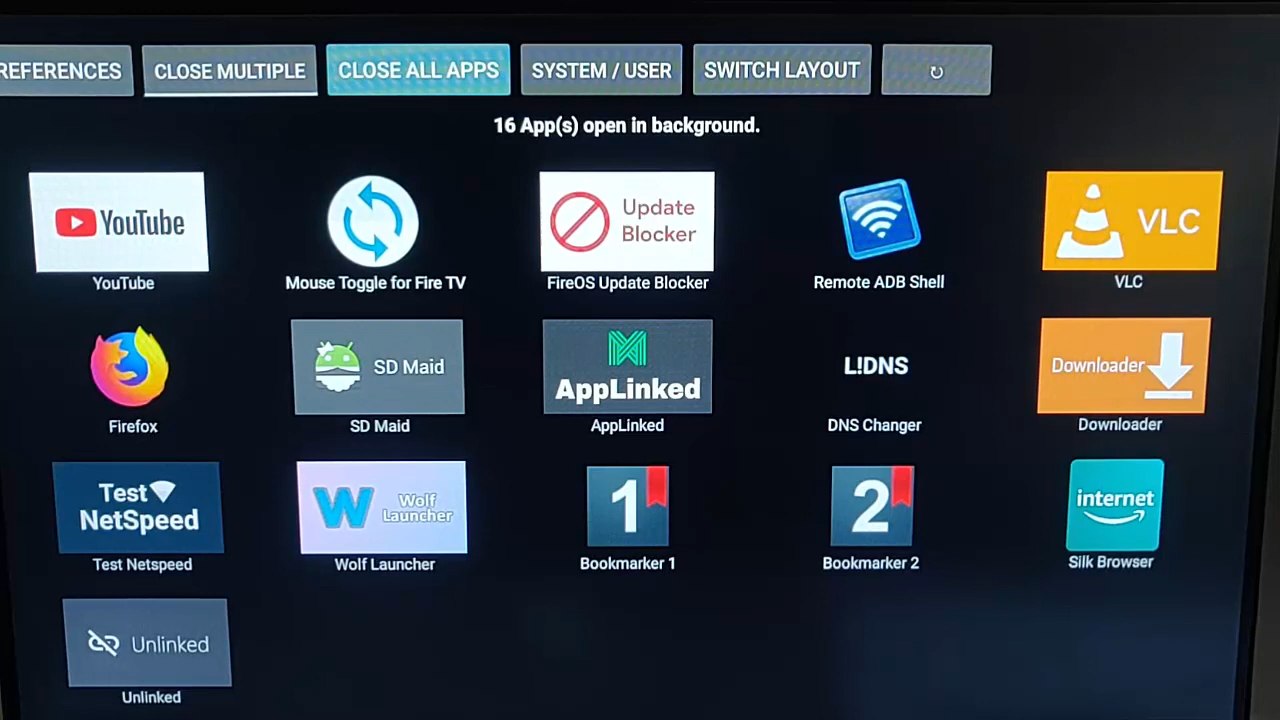 REFERENCES CLOSE MULTIPLE CLOSE ALL APPS SYSTEM / USER SWITCH LAYOUT ↻
16 App(s) open in background.
YouTube
YouTube
Mouse Toggle for Fire TV
Update
Blocker
FireOS Update Blocker
Remote ADB Shell
VLC
VLC
Firefox
SD Maid
SD Maid
AppLinked
AppLinked
L!DNS
DNS Changer
Downloader
Downloader
Test
NetSpeed
Test Netspeed
W Wolf
Launcher
Wolf Launcher
1
Bookmarker 1
2
Bookmarker 2
internet
Silk Browser
Unlinked
Unlinked